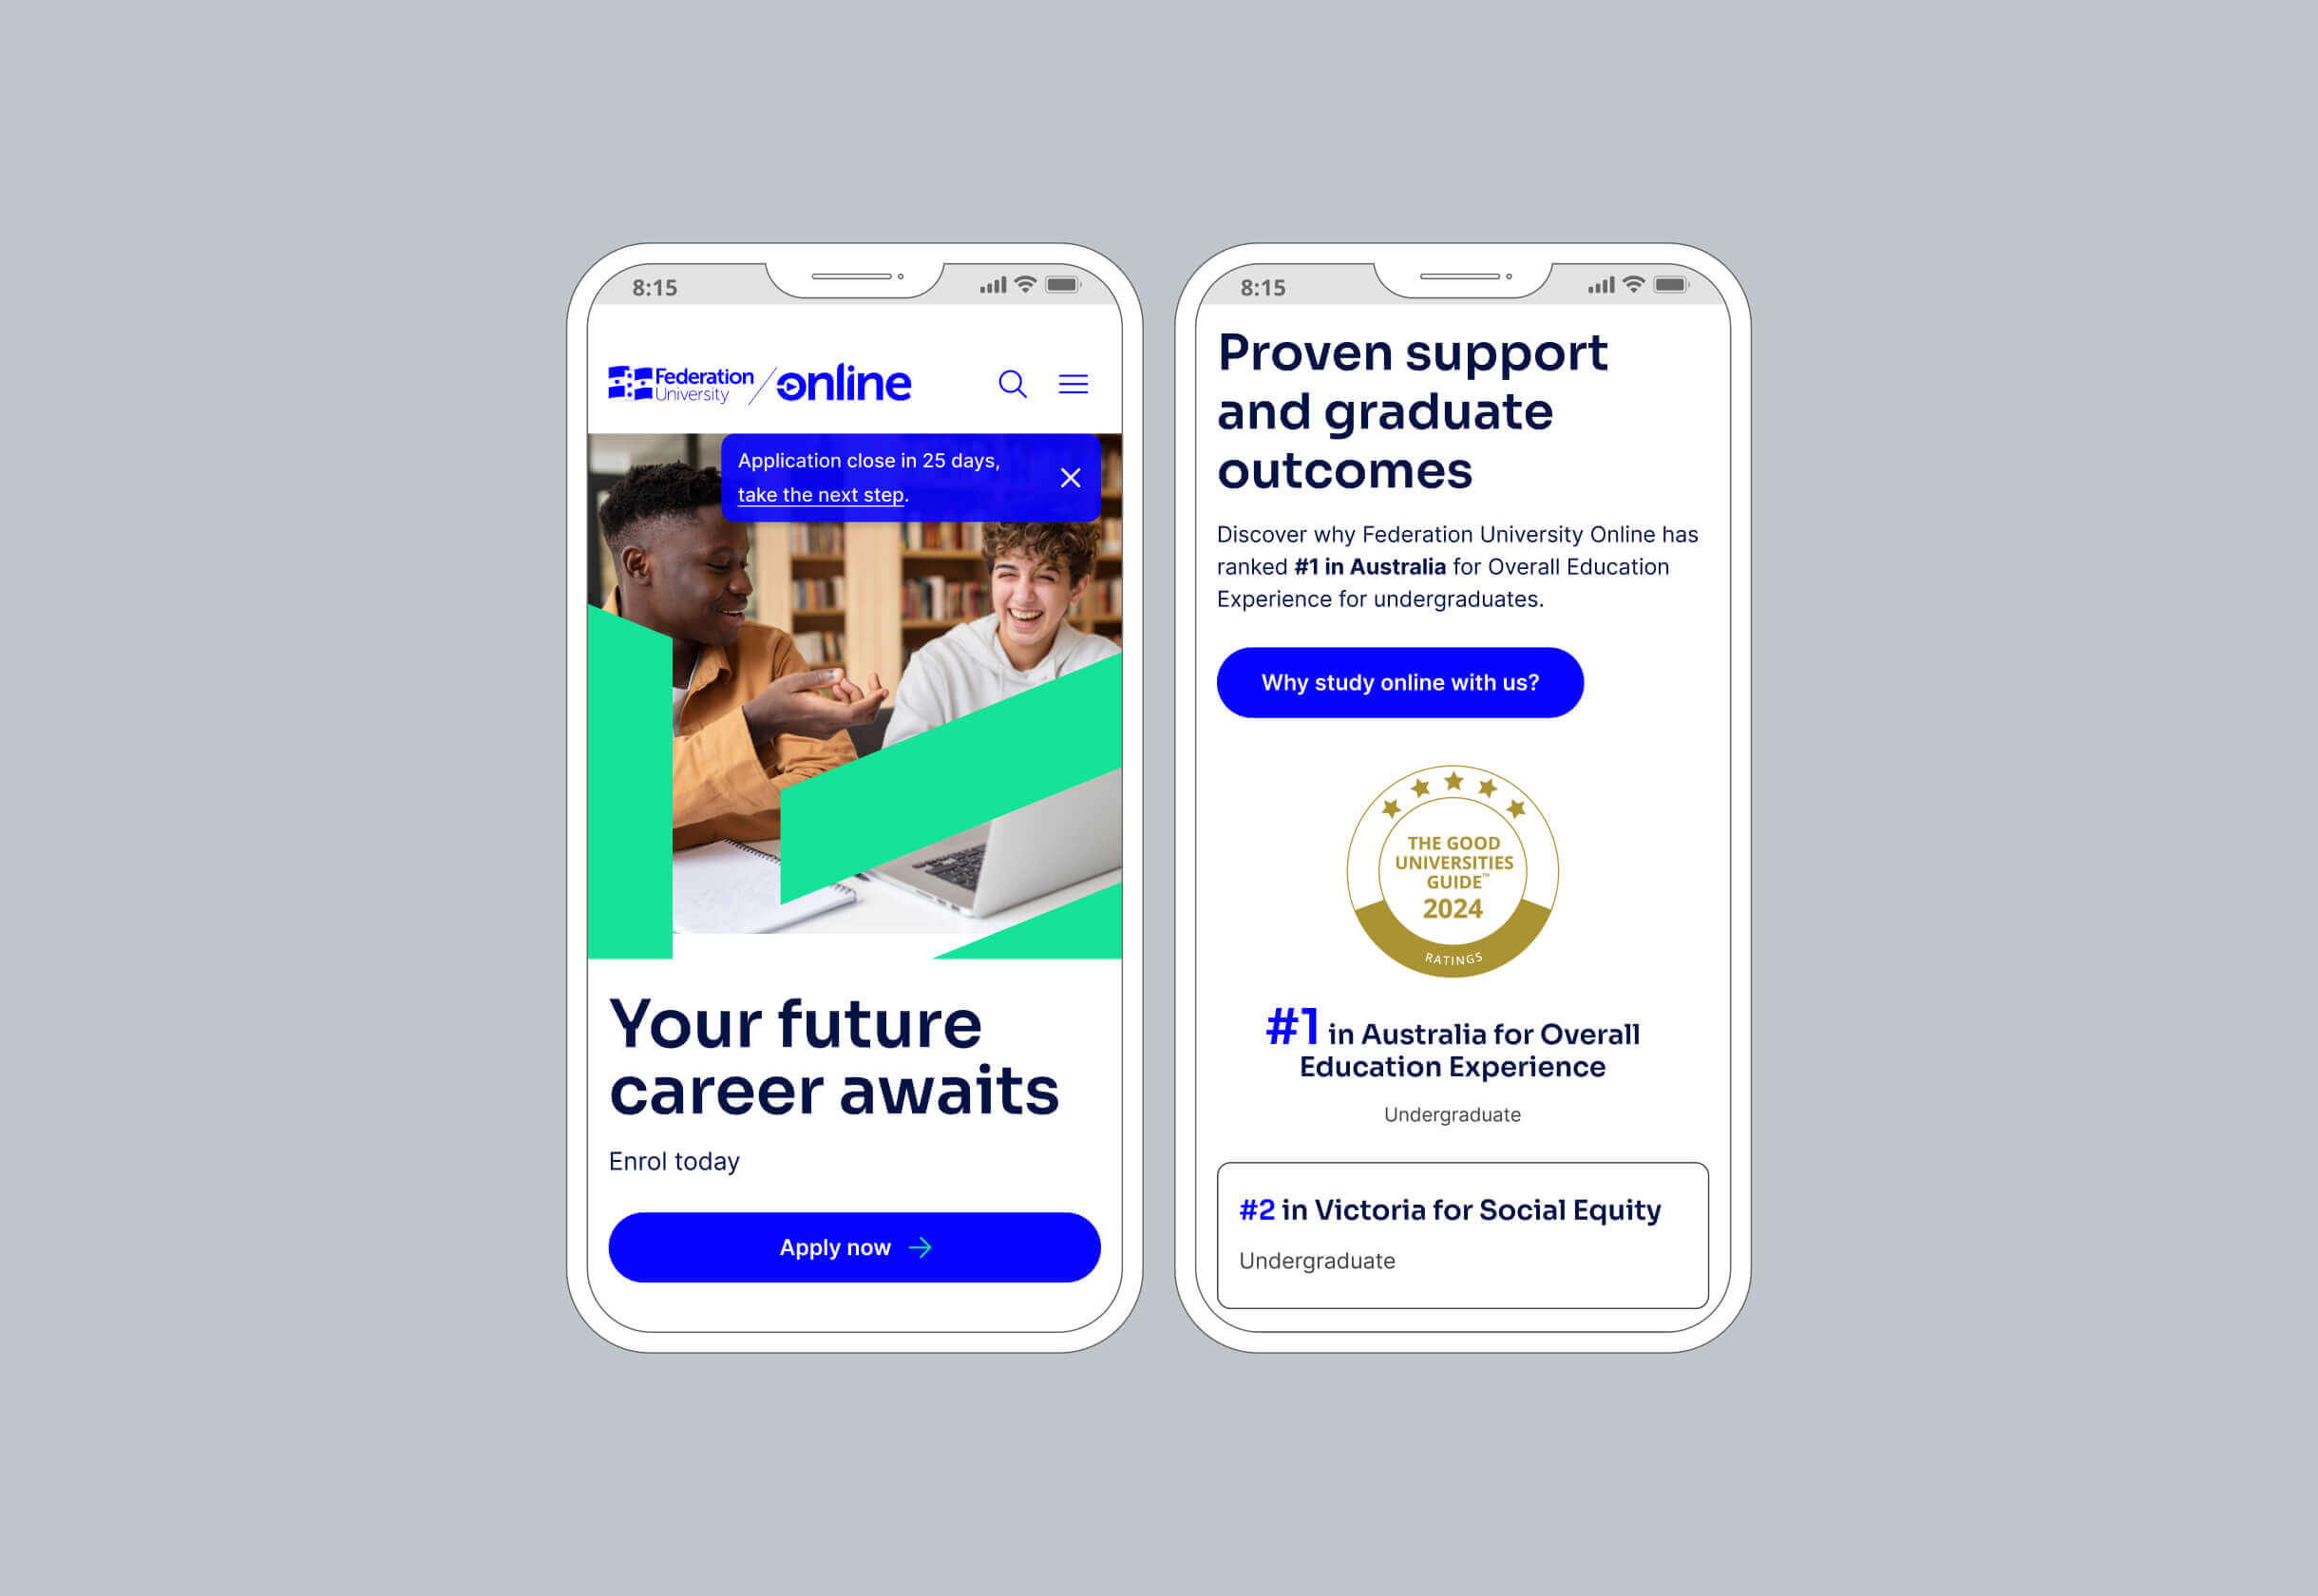 8:15
Federation
University
online
Application close in 25 days,
take the next step.
Your future
career awaits
Enrol today
Apply now
8:15
Proven support
and graduate
outcomes
Discover why Federation University Online has
ranked #1 in Australia for Overall Education
Experience for undergraduates.
Why study online with us?
THE GOOD
UNIVERSITIES
GUIDE™
2024
RATINGS
#1 in Australia for Overall
Education Experience
Undergraduate
#2 in Victoria for Social Equity
Undergraduate